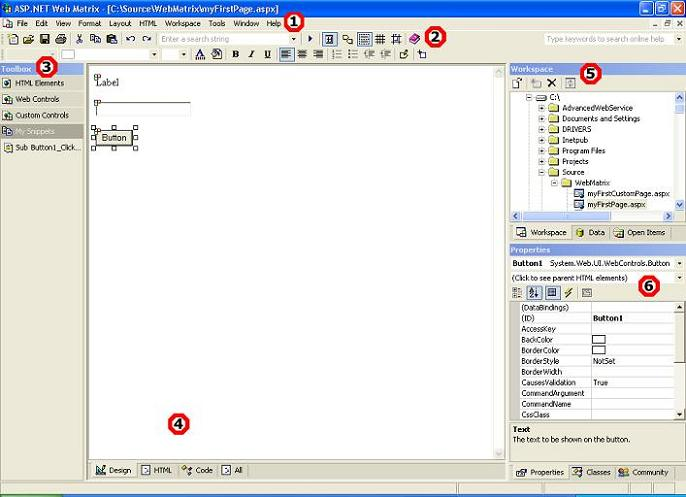 ASP.NET Web Matrix - [C:\Source\WebMatrix\myFirstPage.aspx]
File Edit View Format Layout HTML Workspace Tools Window Help
1
Enter a search string
2
Type keywords to search online help
B I U
3
Toolbox
HTML Elements
Web Controls
Custom Controls
My Snippets
Sub Button1_Click...
Label
Button
4
Design HTML Code All
Workspace
5
C:\
AdvancedWebService
Documents and Settings
DRIVERS
Inetpub
Program Files
Projects
Source
WebMatrix
myFirstCustomPage.aspx
myFirstPage.aspx
Workspace Data Open Items
Properties
Button1 System.Web.UI.WebControls.Button
(Click to see parent HTML elements)
6
(DataBindings)
(ID) Button1
AccessKey
BackColor
BorderColor
BorderStyle NotSet
BorderWidth
CausesValidation True
CommandArgument
CommandName
CssClass
Text
The text to be shown on the button.
Properties Classes Community